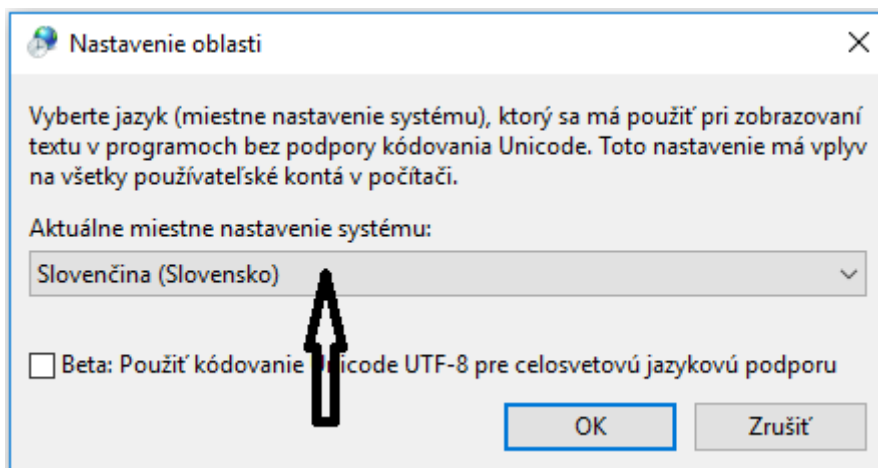 Nastavenie oblasti
Vyberte jazyk (miestne nastavenie systému), ktorý sa má použiť pri zobrazovaní
textu v programoch bez podpory kódovania Unicode. Toto nastavenie má vplyv
na všetky používateľské kontá v počítači.
Aktuálne miestne nastavenie systému:
Slovenčina (Slovensko)
Beta: Použiť kódovanie Unicode UTF-8 pre celosvetovú jazykovú podporu
OK Zrušiť